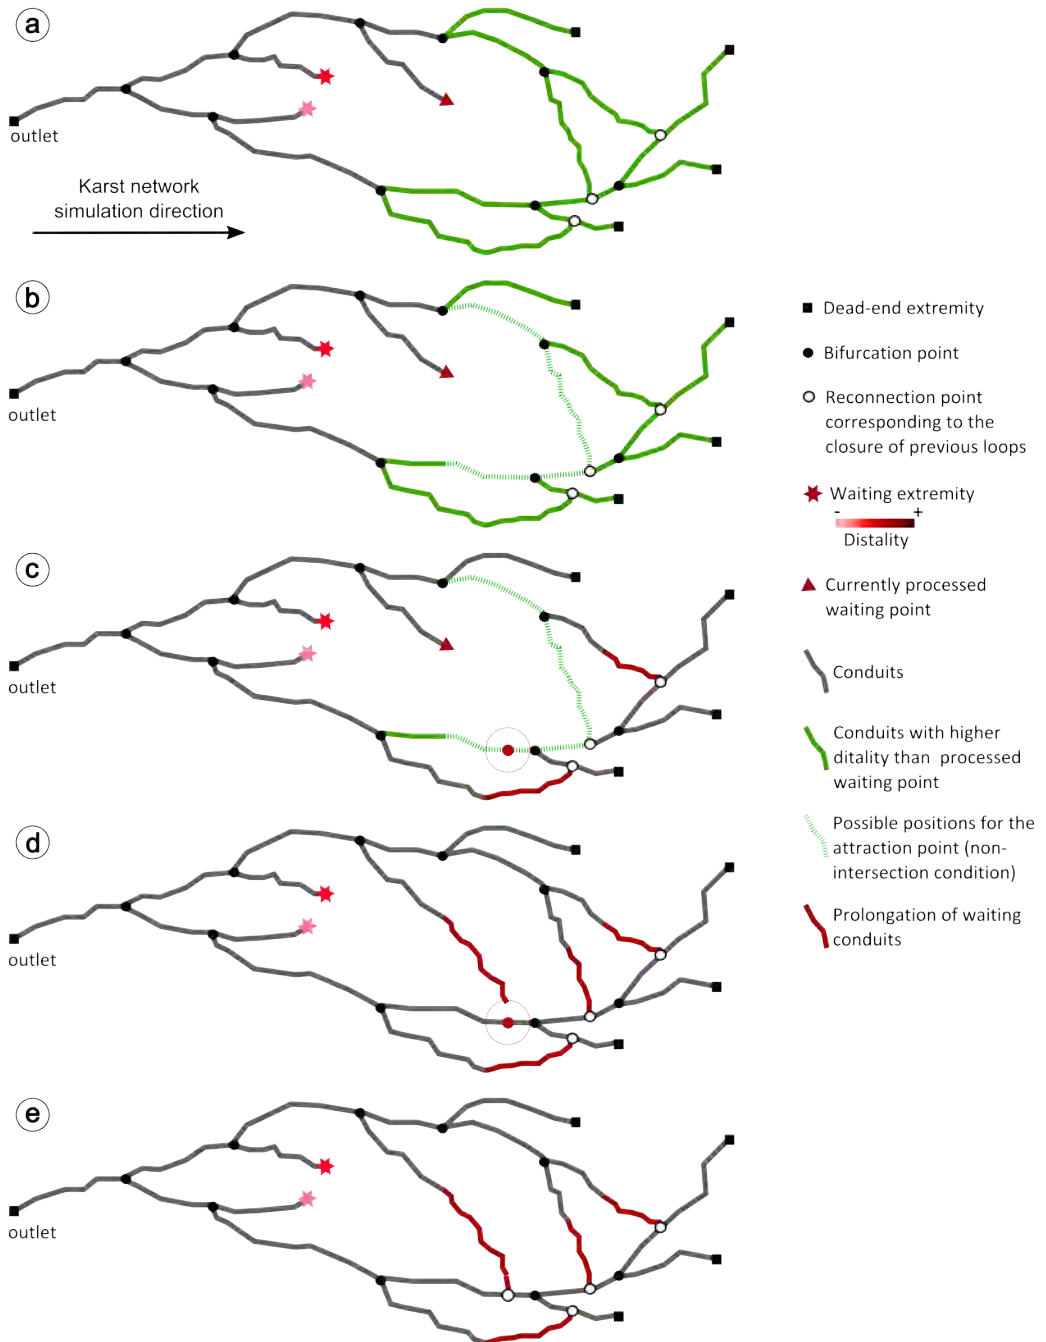 a
outlet
Karst network
simulation direction
b
outlet
Dead-end extremity
Bifurcation point
Reconnection point
corresponding to the
closure of previous loops
Waiting extremity
- +
Distality
c
outlet
Currently processed
waiting point
Conduits
Conduits with higher
ditality than processed
waiting point
Possible positions for the
attraction point (non-
intersection condition)
Prolongation of waiting
conduits
d
outlet
e
outlet